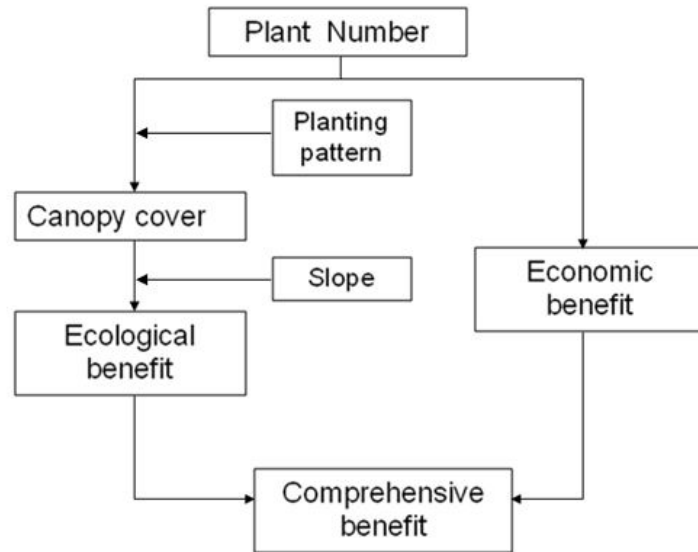 Plant Number
Planting
pattern
Canopy cover
Slope
Economic
benefit
Ecological
benefit
Comprehensive
benefit